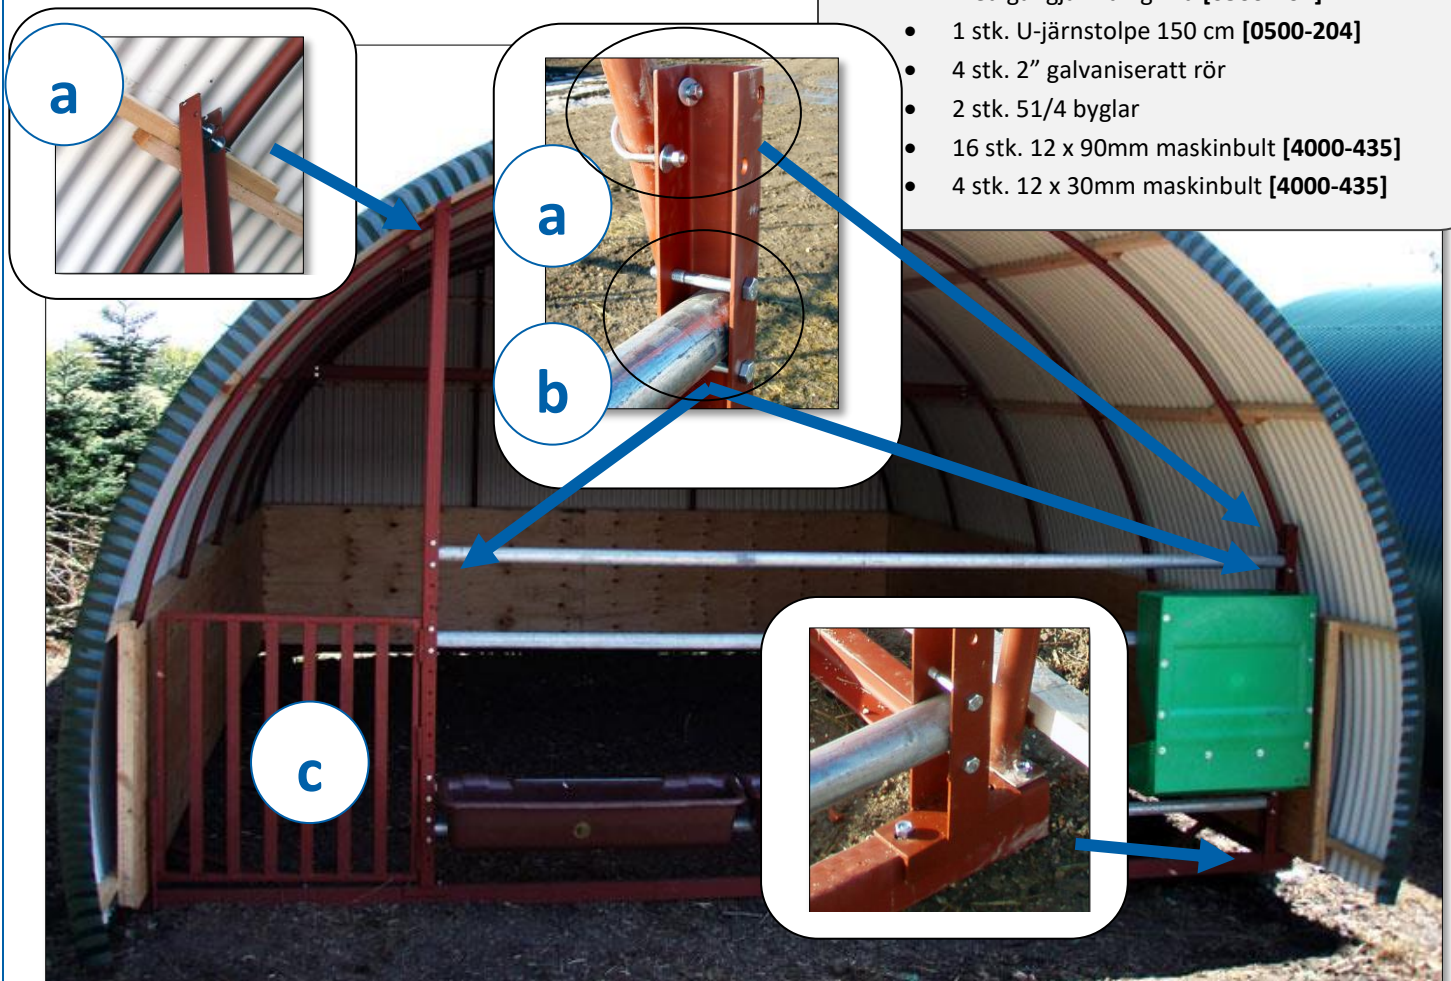 • 1 stk. U-järnstolpe 150 cm [0500-204]
• 4 stk. 2” galvaniseratt rör
• 2 stk. 51/4 byglar
• 16 stk. 12 x 90mm maskinbult [4000-435]
• 4 stk. 12 x 30mm maskinbult [4000-435]
a
a
b
c